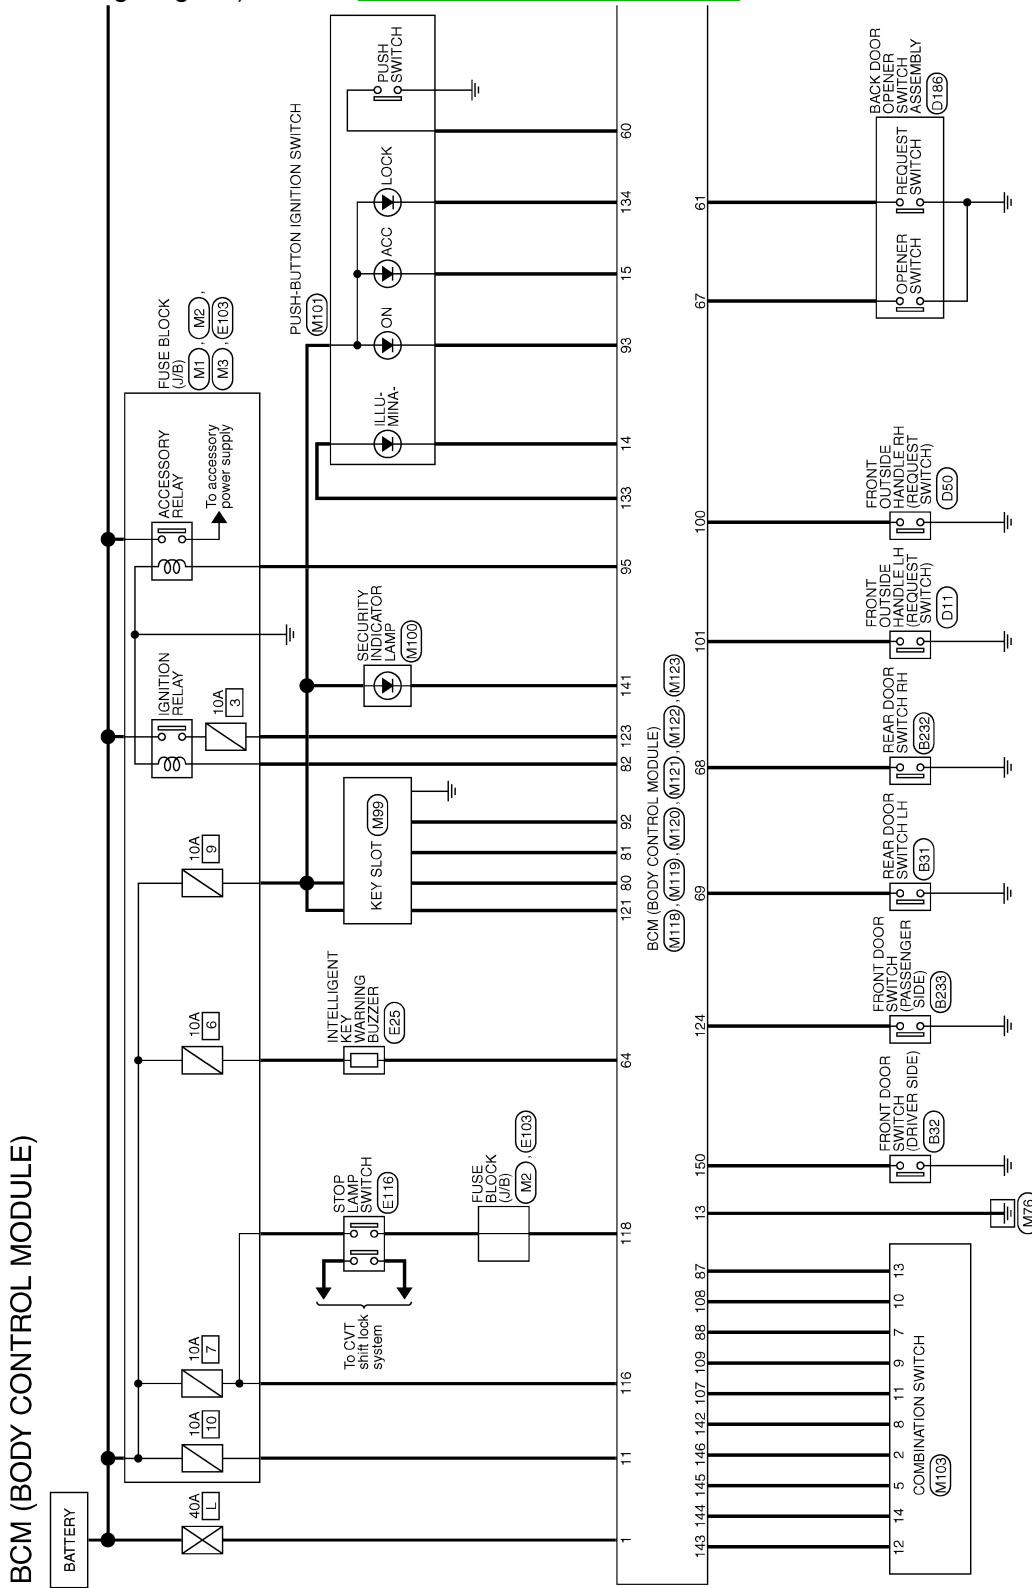 BCM (BODY CONTROL MODULE)
BATTERY
40A
L
10A
10
10A
7
10A
6
10A
9
IGNITION
RELAY
10A
3
ACCESSORY
RELAY
To accessory
power supply
FUSE BLOCK
(J/B)
M1 , M2 ,
M3 , E103
STOP
LAMP
SWITCH
E116
To CVT
shift lock
system
FUSE
BLOCK
(J/B)
M2 , E103
INTELLIGENT
KEY
WARNING
BUZZER
E25
KEY SLOT M99
SECURITY
INDICATOR
LAMP
M100
PUSH-BUTTON IGNITION SWITCH
M101
ILLU-
MINA-
ON
ACC
LOCK
PUSH
SWITCH
1
11
116
118
64
121
80
81
92
82
123
141
95
133
14
93
15
134
60
BCM (BODY CONTROL MODULE)
M118 , M119 , M120 , M121 , M122 , M123
143
144
145
146
142
107
109
88
108
87
13
150
124
69
68
101
100
67
61
12
14
5
2
8
11
9
7
10
13
COMBINATION SWITCH
M103
M76
FRONT DOOR
SWITCH
(DRIVER SIDE)
B32
FRONT DOOR
SWITCH
(PASSENGER
SIDE)
B233
REAR DOOR
SWITCH LH
B31
REAR DOOR
SWITCH RH
B232
FRONT
OUTSIDE
HANDLE LH
(REQUEST
SWITCH)
D11
FRONT
OUTSIDE
HANDLE RH
(REQUEST
SWITCH)
D50
OPENER
SWITCH
REQUEST
SWITCH
BACK DOOR
OPENER
SWITCH
ASSEMBLY
D186